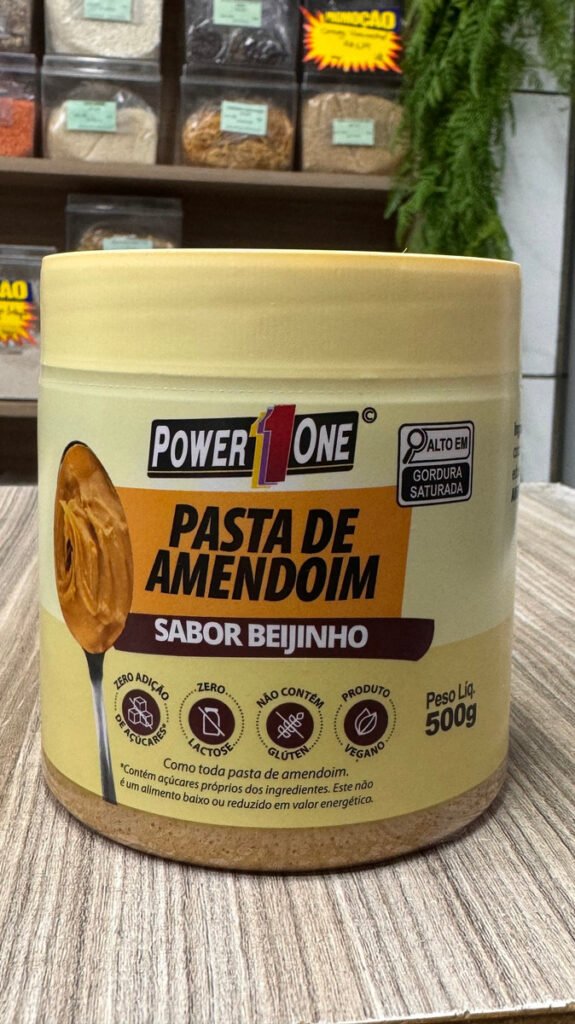 PROMOÇÃO
POWER 1 ONE ©
ALTO EM
GORDURA
SATURADA
PASTA DE
AMENDOIM
SABOR BEIJINHO
ZERO ADIÇÃO
DE AÇÚCARES*
ZERO
LACTOSE
NÃO CONTÉM
GLÚTEN
PRODUTO
VEGANO
Peso Líq.
500g
Como toda pasta de amendoim.
*Contém açúcares próprios dos ingredientes. Este não
é um alimento baixo ou reduzido em valor energético.